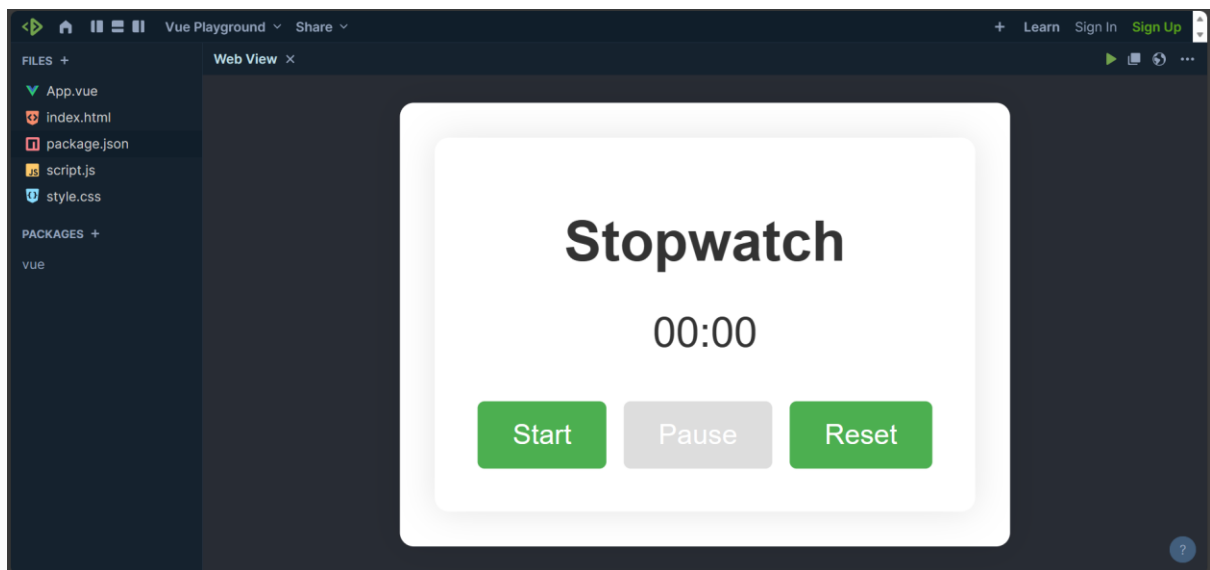 Vue Playground Share + Learn Sign In Sign Up
FILES + Web View ×
App.vue
index.html
package.json
JS script.js
style.css
PACKAGES +
vue
Stopwatch
00:00
Start Pause Reset
?